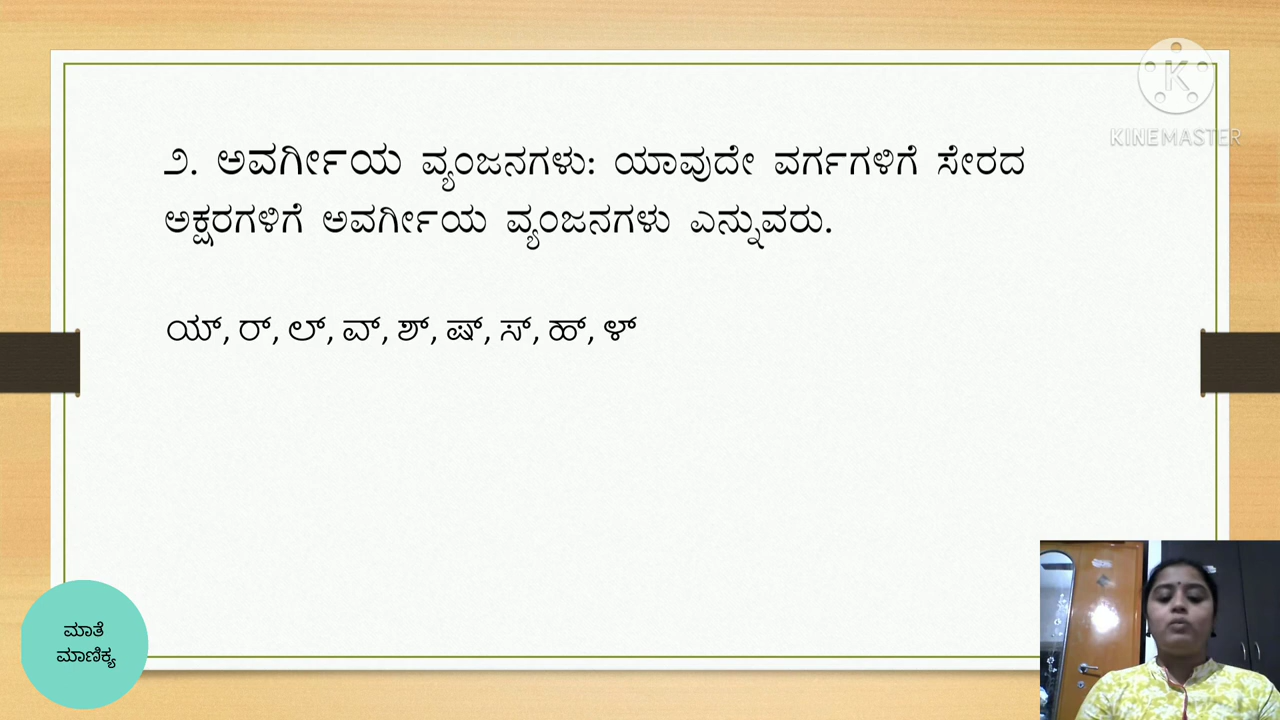 ೨. ಅವರ್ಗೀಯ ವ್ಯಂಜನಗಳು: ಯಾವುದೇ ವರ್ಗಗಳಿಗೆ ಸೇರದ
ಅಕ್ಷರಗಳಿಗೆ ಅವರ್ಗೀಯ ವ್ಯಂಜನಗಳು ಎನ್ನುವರು.
ಯ್, ರ್, ಲ್, ವ್, ಶ್, ಷ್, ಸ್, ಹ್, ಳ್
KINEMASTER
ಮಾತೆ
ಮಾಣಿಕ್ಯ